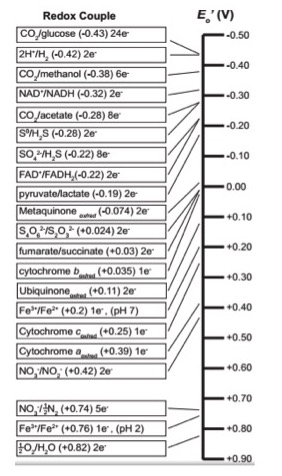 Redox Couple
E₀' (V)
CO₂/glucose (-0.43) 24e⁻
2H⁺/H₂ (-0.42) 2e⁻
CO₂/methanol (-0.38) 6e⁻
NAD⁺/NADH (-0.32) 2e⁻
CO₂/acetate (-0.28) 8e⁻
S⁰/H₂S (-0.28) 2e⁻
SO₄²⁻/H₂S (-0.22) 8e⁻
FAD⁺/FADH₂(-0.22) 2e⁻
pyruvate/lactate (-0.19) 2e⁻
Metaquinone ox/red (-0.074) 2e⁻
S₄O₆²⁻/S₂O₃²⁻ (+0.024) 2e⁻
fumarate/succinate (+0.03) 2e⁻
cytochrome b ox/red (+0.035) 1e⁻
Ubiquinone ox/red (+0.11) 2e⁻
Fe³⁺/Fe²⁺ (+0.2) 1e⁻, (pH 7)
Cytochrome c ox/red (+0.25) 1e⁻
Cytochrome a ox/red (+0.39) 1e⁻
NO₃⁻/NO₂⁻ (+0.42) 2e⁻
NO₃⁻/½N₂ (+0.74) 5e⁻
Fe³⁺/Fe²⁺ (+0.76) 1e⁻, (pH 2)
½O₂/H₂O (+0.82) 2e⁻
-0.50
-0.40
-0.30
-0.20
-0.10
0.00
+0.10
+0.20
+0.30
+0.40
+0.50
+0.60
+0.70
+0.80
+0.90